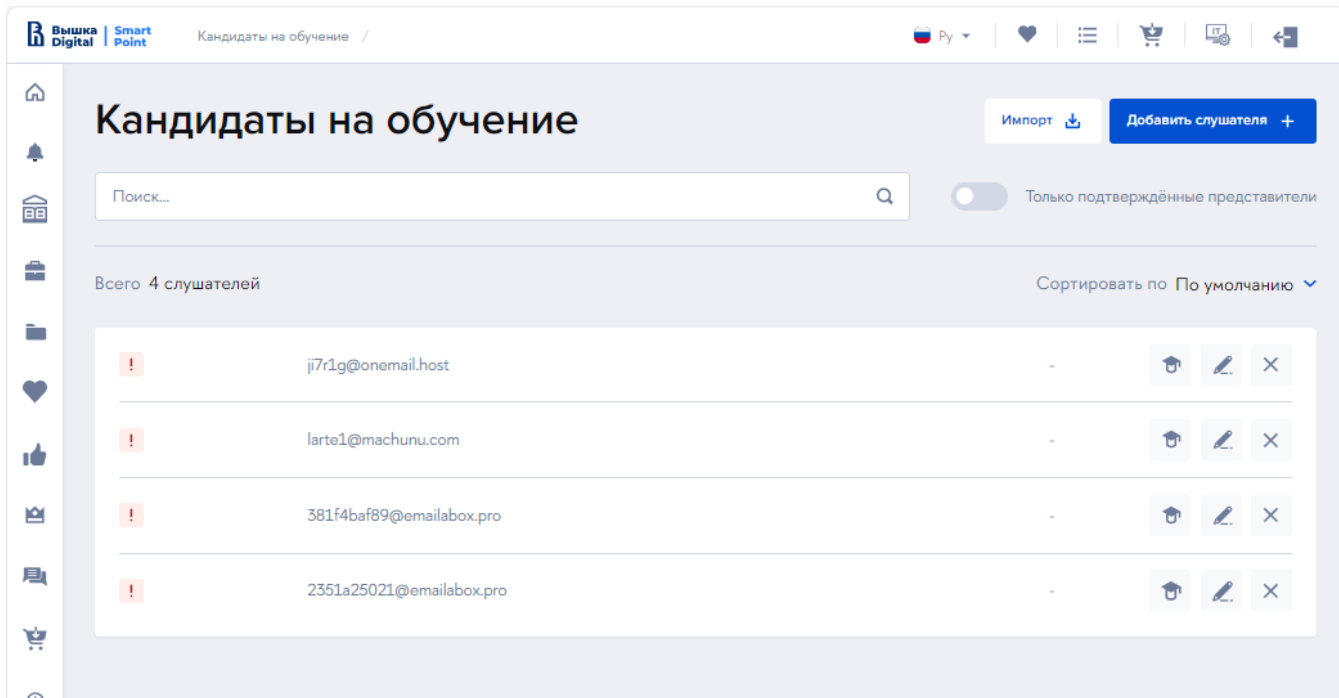 Вышка Digital | Smart Point
Кандидаты на обучение /
Ру
IT
Кандидаты на обучение
Импорт
Добавить слушателя +
Поиск...
Только подтверждённые представители
Всего 4 слушателей
Сортировать по По умолчанию
! ji7r1g@onemail.host -
! larte1@machunu.com -
! 381f4baf89@emailabox.pro -
! 2351a25021@emailabox.pro -